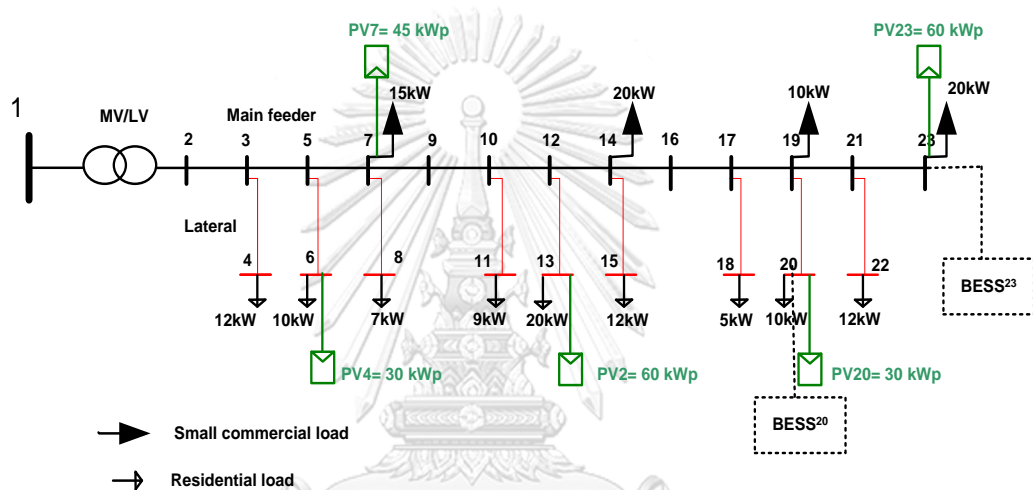 PV7= 45 kWp
PV23= 60 kWp
15kW
20kW
10kW
20kW
1
MV/LV
Main feeder
2
3
5
7
9
10
12
14
16
17
19
21
23
Lateral
4
6
8
11
13
15
18
20
22
12kW
10kW
7kW
9kW
20kW
12kW
5kW
10kW
12kW
BESS²³
PV4= 30 kWp
PV2= 60 kWp
PV20= 30 kWp
BESS²⁰
Small commercial load
Residential load